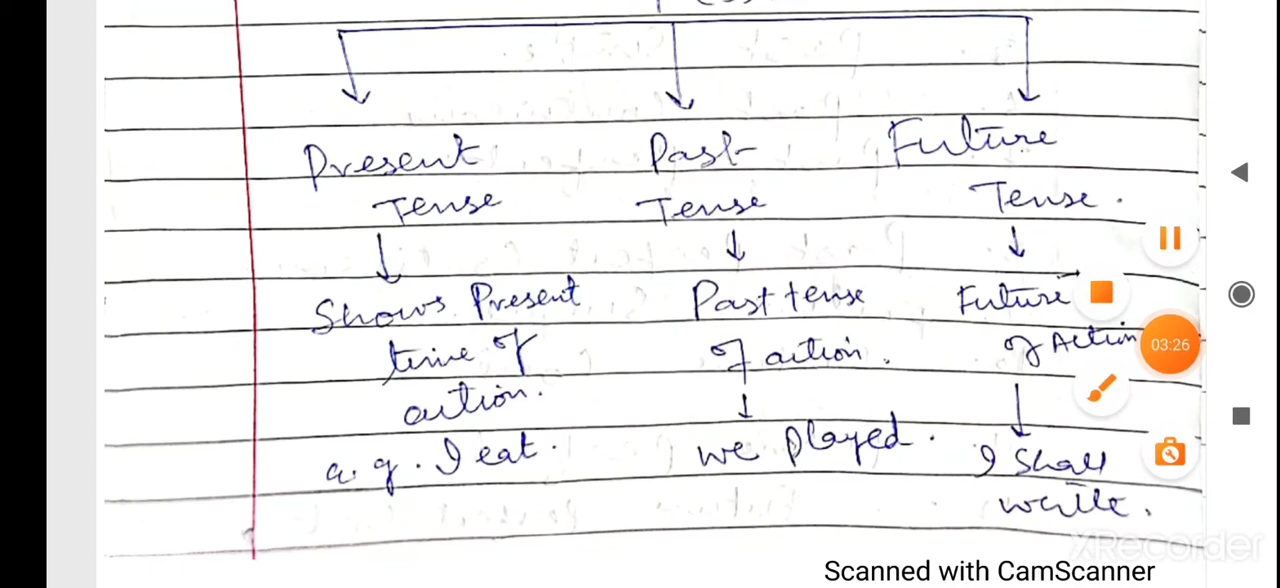 Present Past Future
Tense Tense Tense.
Shows Present Past tense Future
time of of action. of Action
action.
e.g. I eat. we played. I Shall
write.
03:26
XRecorder
Scanned with CamScanner